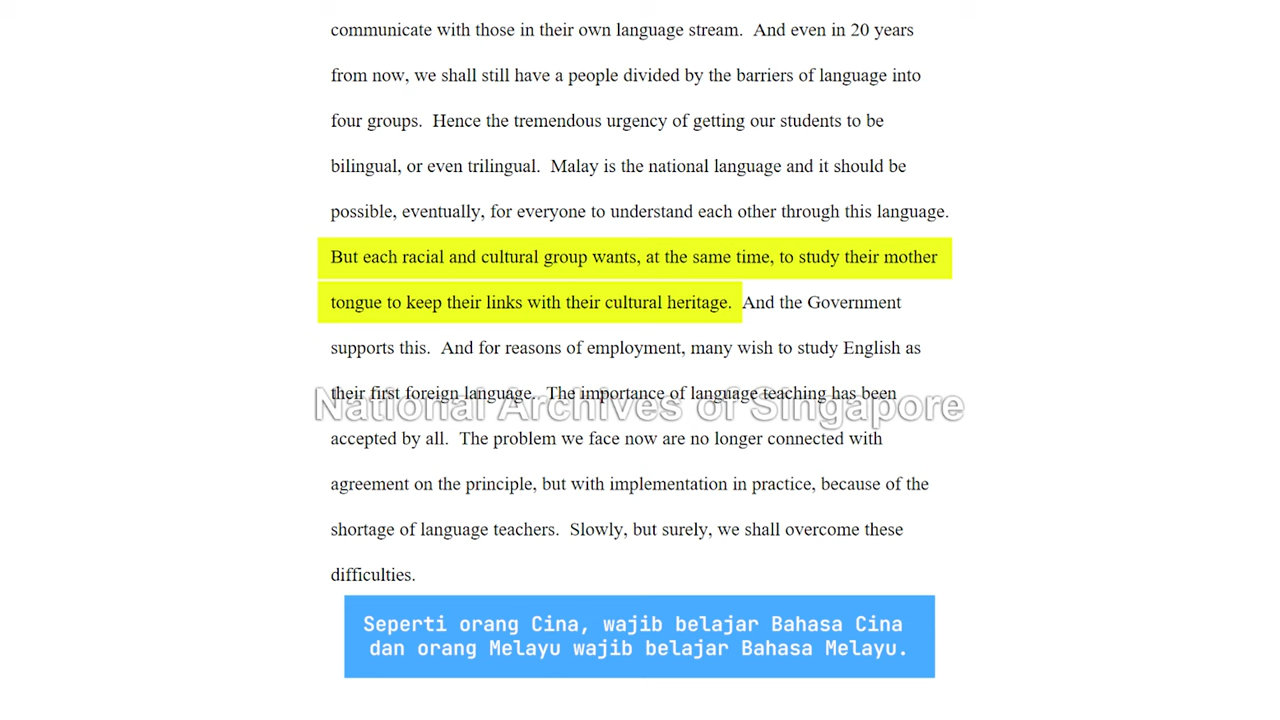 communicate with those in their own language stream. And even in 20 years
from now, we shall still have a people divided by the barriers of language into
four groups. Hence the tremendous urgency of getting our students to be
bilingual, or even trilingual. Malay is the national language and it should be
possible, eventually, for everyone to understand each other through this language.
But each racial and cultural group wants, at the same time, to study their mother
tongue to keep their links with their cultural heritage. And the Government
supports this. And for reasons of employment, many wish to study English as
their first foreign language. The importance of language teaching has been
National Archives of Singapore
accepted by all. The problem we face now are no longer connected with
agreement on the principle, but with implementation in practice, because of the
shortage of language teachers. Slowly, but surely, we shall overcome these
difficulties.
Seperti orang Cina, wajib belajar Bahasa Cina
dan orang Melayu wajib belajar Bahasa Melayu.